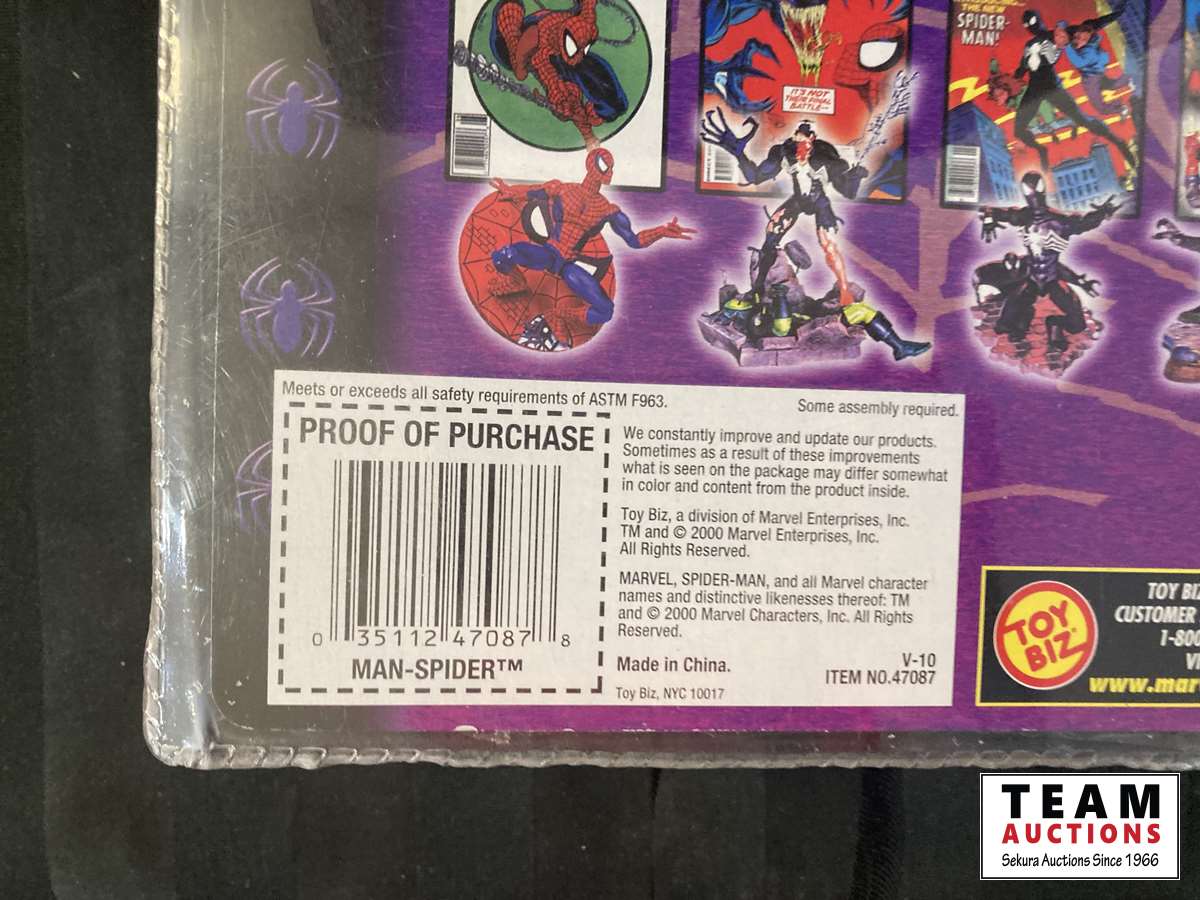 THE NEW
SPIDER-
MAN!
IT'S NOT
THEIR FINAL
BATTLE—
Meets or exceeds all safety requirements of ASTM F963.
Some assembly required.
PROOF OF PURCHASE
0 35112 47087 8
MAN-SPIDER™
We constantly improve and update our products.
Sometimes as a result of these improvements
what is seen on the package may differ somewhat
in color and content from the product inside.
Toy Biz, a division of Marvel Enterprises, Inc.
TM and © 2000 Marvel Enterprises, Inc.
All Rights Reserved.
MARVEL, SPIDER-MAN, and all Marvel character
names and distinctive likenesses thereof: TM
and © 2000 Marvel Characters, Inc. All Rights
Reserved.
Made in China.
V-10
ITEM NO.47087
Toy Biz, NYC 10017
TOY
BIZ
TOY BIZ
CUSTOMER
1-800
www.mar
TEAM
AUCTIONS
Sekura Auctions Since 1966